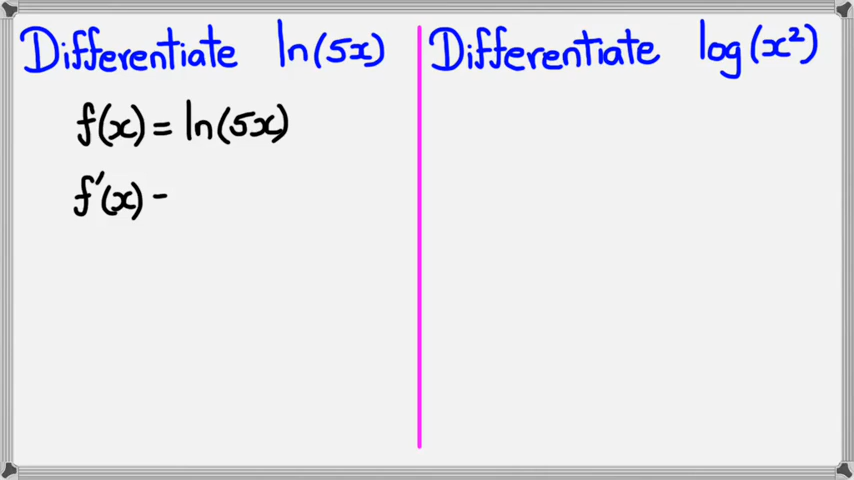 Differentiate ln(5x)
f(x) = ln(5x)
f'(x) -
Differentiate log(x²)